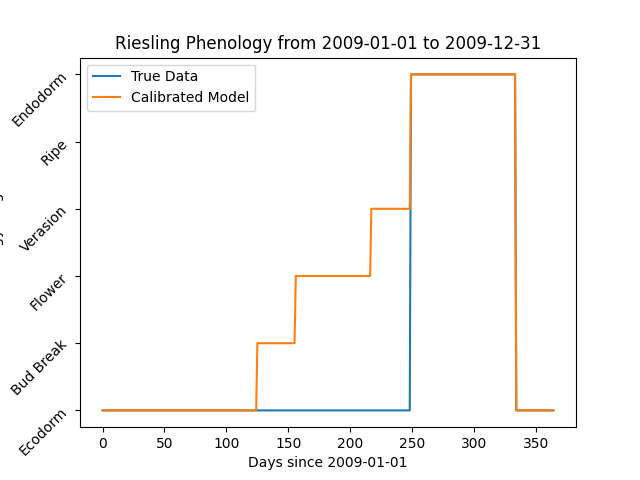 Riesling Phenology from 2009-01-01 to 2009-12-31
True Data
Calibrated Model
Endodorm
Ripe
Verasion
Flower
Bud Break
Ecodorm
0 50 100 150 200 250 300 350
Days since 2009-01-01